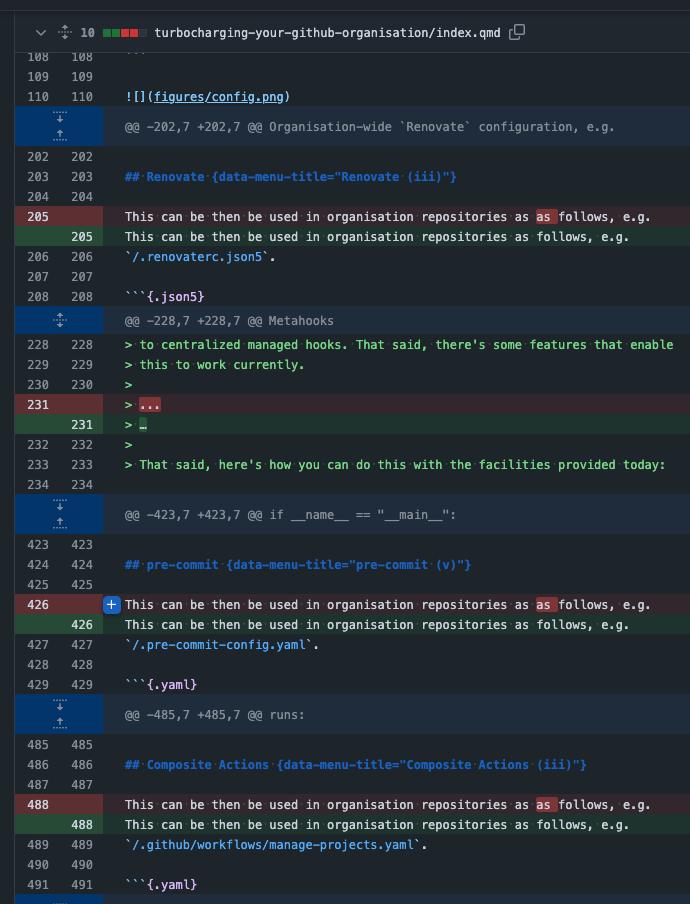 10 turbocharging-your-github-organisation/index.qmd
108 108 ```
109 109
110 110 ![](figures/config.png)
@@ -202,7 +202,7 @@ Organisation-wide `Renovate` configuration, e.g.
202 202
203 203 ## Renovate {data-menu-title="Renovate (iii)"}
204 204
205 This can be then be used in organisation repositories as as follows, e.g.
205 This can be then be used in organisation repositories as follows, e.g.
206 206 `/.renovaterc.json5`.
207 207
208 208 ```{.json5}
@@ -228,7 +228,7 @@ Metahooks
228 228 > to centralized managed hooks. That said, there's some features that enable
229 229 > this to work currently.
230 230 >
231 > ...
231 > …
232 232 >
233 233 > That said, here's how you can do this with the facilities provided today:
234 234
@@ -423,7 +423,7 @@ if __name__ == "__main__":
423 423
424 424 ## pre-commit {data-menu-title="pre-commit (v)"}
425 425
426 + This can be then be used in organisation repositories as as follows, e.g.
426 This can be then be used in organisation repositories as follows, e.g.
427 427 `/.pre-commit-config.yaml`.
428 428
429 429 ```{.yaml}
@@ -485,7 +485,7 @@ runs:
485 485
486 486 ## Composite Actions {data-menu-title="Composite Actions (iii)"}
487 487
488 This can be then be used in organisation repositories as as follows, e.g.
488 This can be then be used in organisation repositories as follows, e.g.
489 489 `/.github/workflows/manage-projects.yaml`.
490 490
491 491 ```{.yaml}